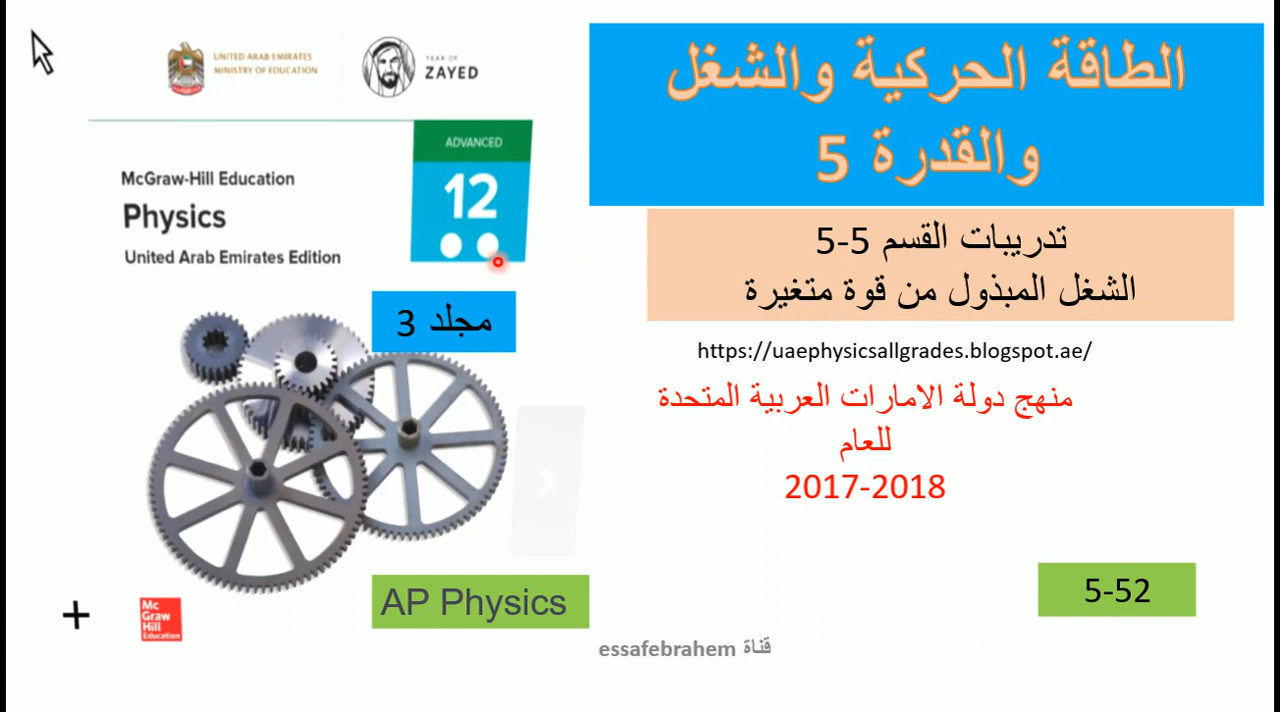 UNITED ARAB EMIRATES
MINISTRY OF EDUCATION
YEAR OF
ZAYED
ADVANCED
12
McGraw-Hill Education
Physics
United Arab Emirates Edition
مجلد 3
AP Physics
Mc
Graw
Hill
Education
الطاقة الحركية والشغل
والقدرة 5
تدريبات القسم 5-5
الشغل المبذول من قوة متغيرة
https://uaephysicsallgrades.blogspot.ae/
منهج دولة الامارات العربية المتحدة
للعام
2017-2018
5-52
قناة essafebrahem